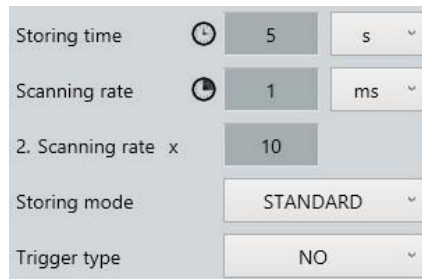 Storing time 5 s
Scanning rate 1 ms
2. Scanning rate x 10
Storing mode STANDARD
Trigger type NO